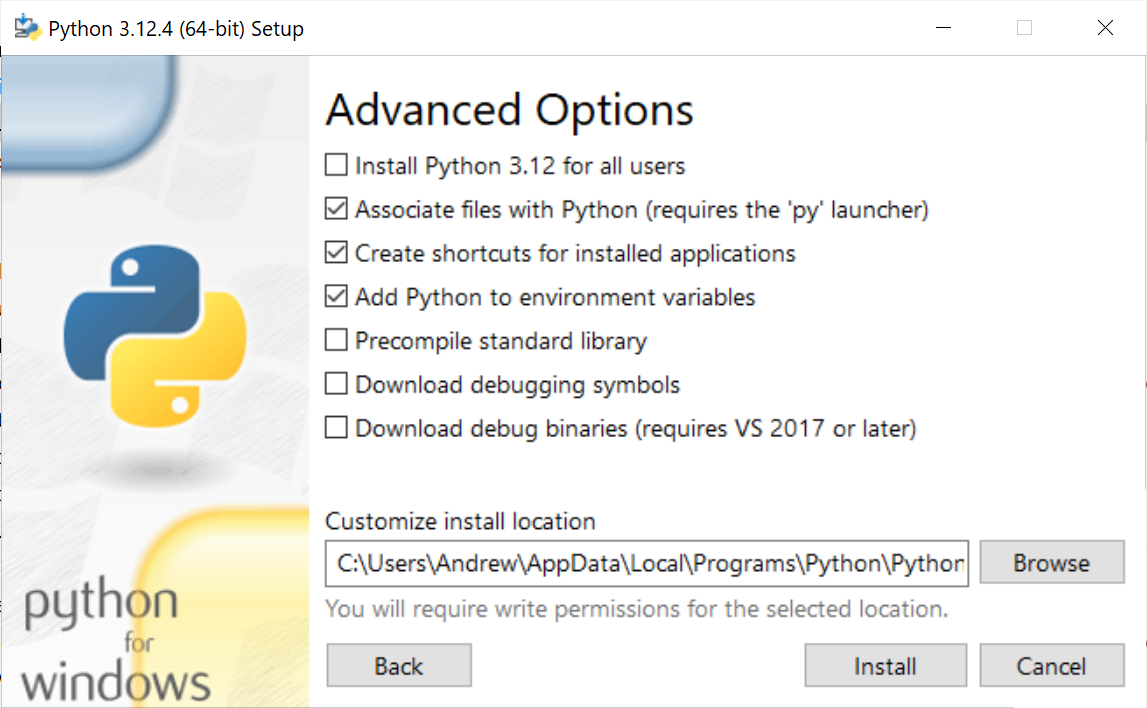 Python 3.12.4 (64-bit) Setup
Advanced Options
Install Python 3.12 for all users
Associate files with Python (requires the 'py' launcher)
Create shortcuts for installed applications
Add Python to environment variables
Precompile standard library
Download debugging symbols
Download debug binaries (requires VS 2017 or later)
Customize install location
C:\Users\Andrew\AppData\Local\Programs\Python\Python
Browse
You will require write permissions for the selected location.
Back
Install
Cancel
python
for
windows